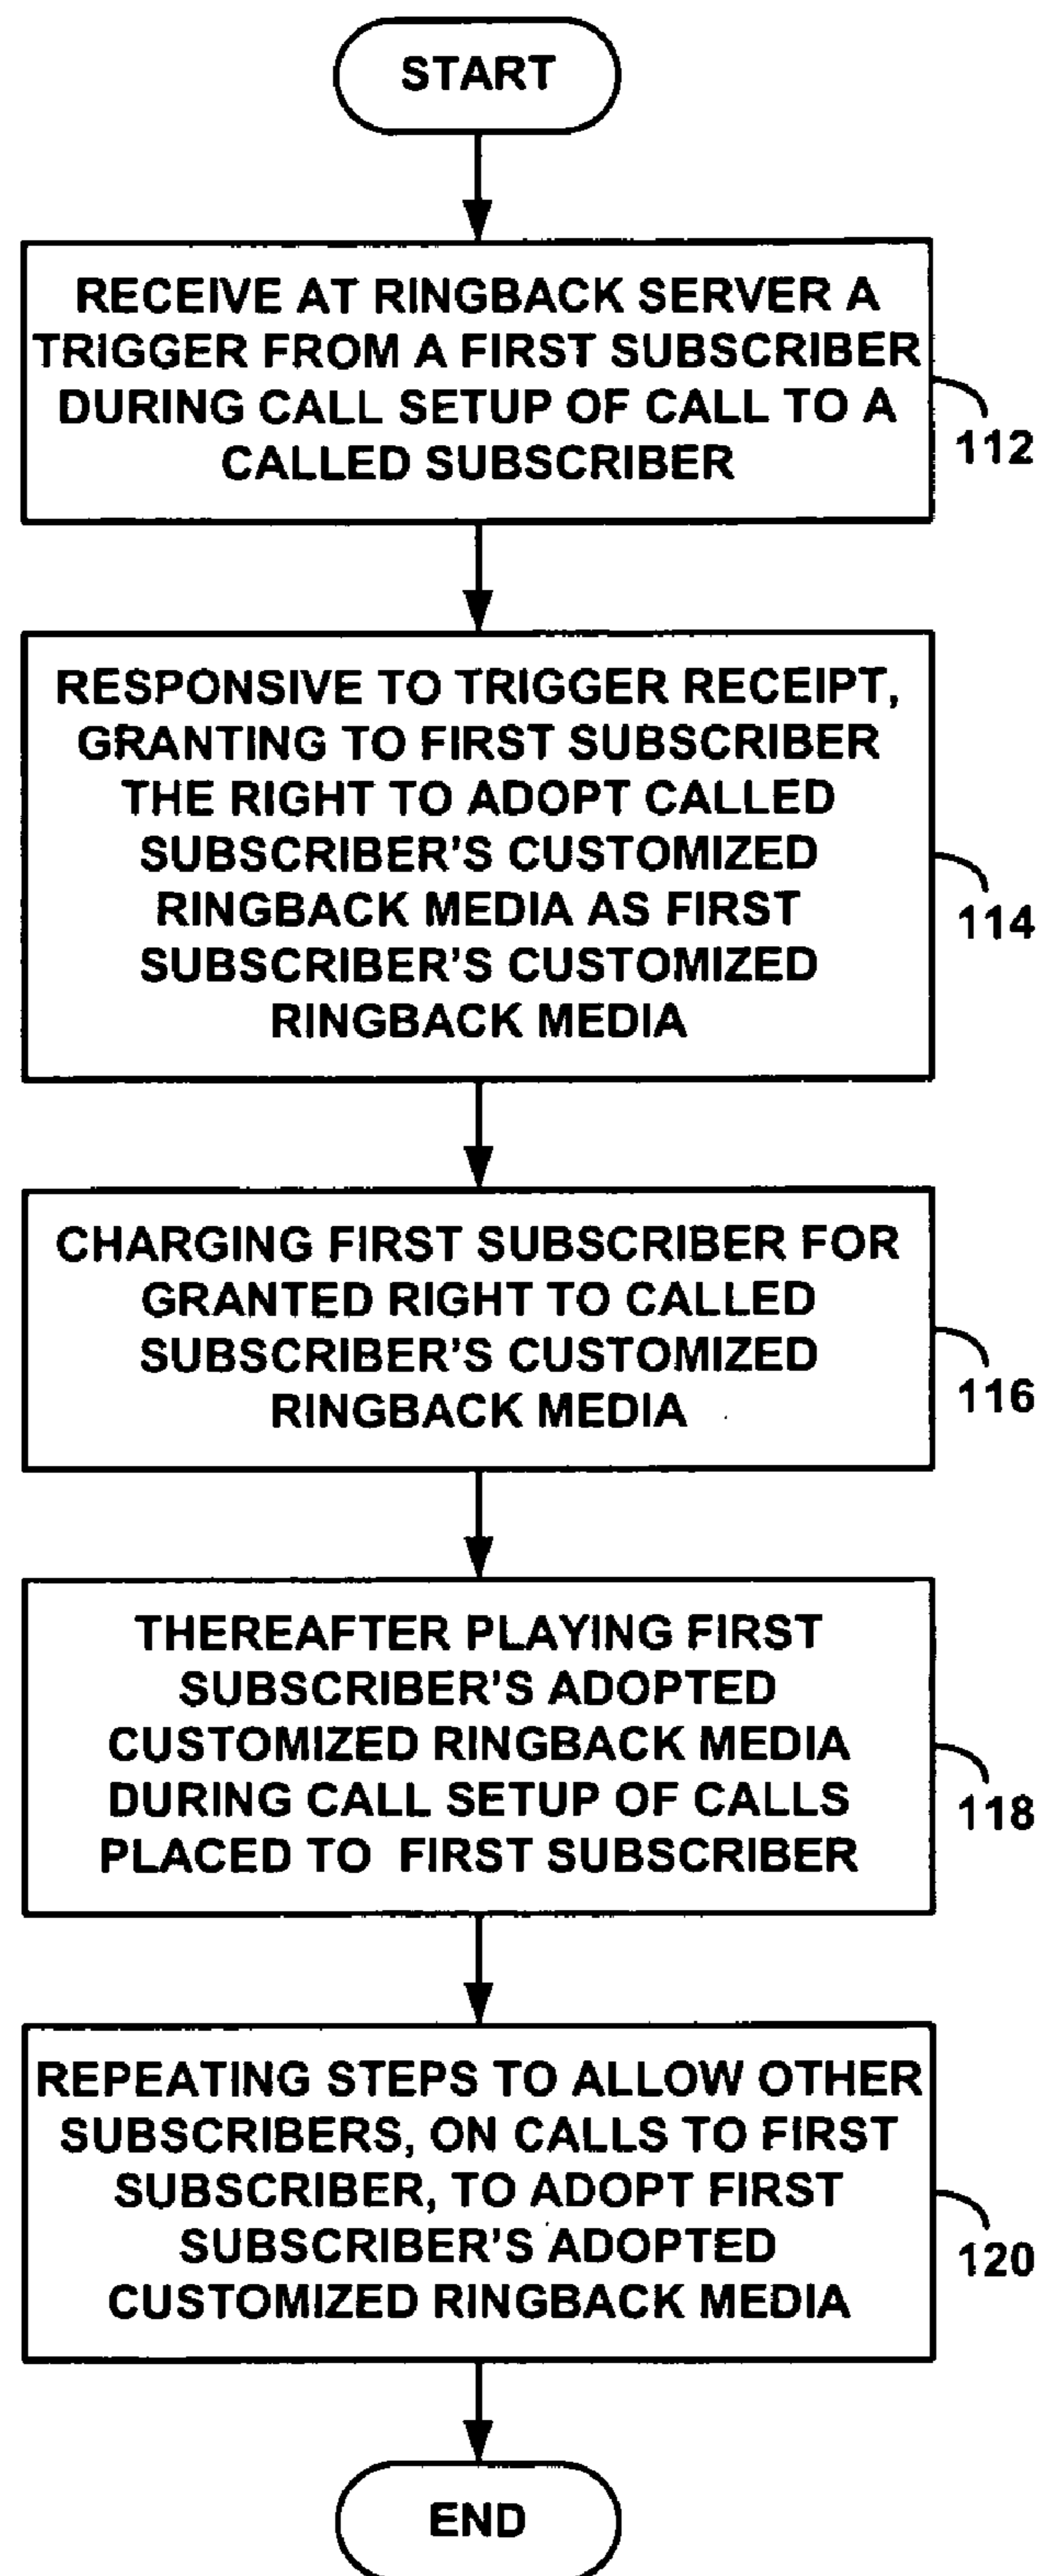 START
RECEIVE AT RINGBACK SERVER A
TRIGGER FROM A FIRST SUBSCRIBER
DURING CALL SETUP OF CALL TO A
CALLED SUBSCRIBER
112
RESPONSIVE TO TRIGGER RECEIPT,
GRANTING TO FIRST SUBSCRIBER
THE RIGHT TO ADOPT CALLED
SUBSCRIBER'S CUSTOMIZED
RINGBACK MEDIA AS FIRST
SUBSCRIBER'S CUSTOMIZED
RINGBACK MEDIA
114
CHARGING FIRST SUBSCRIBER FOR
GRANTED RIGHT TO CALLED
SUBSCRIBER'S CUSTOMIZED
RINGBACK MEDIA
116
THEREAFTER PLAYING FIRST
SUBSCRIBER'S ADOPTED
CUSTOMIZED RINGBACK MEDIA
DURING CALL SETUP OF CALLS
PLACED TO FIRST SUBSCRIBER
118
REPEATING STEPS TO ALLOW OTHER
SUBSCRIBERS, ON CALLS TO FIRST
SUBSCRIBER, TO ADOPT FIRST
SUBSCRIBER'S ADOPTED
CUSTOMIZED RINGBACK MEDIA
120
END